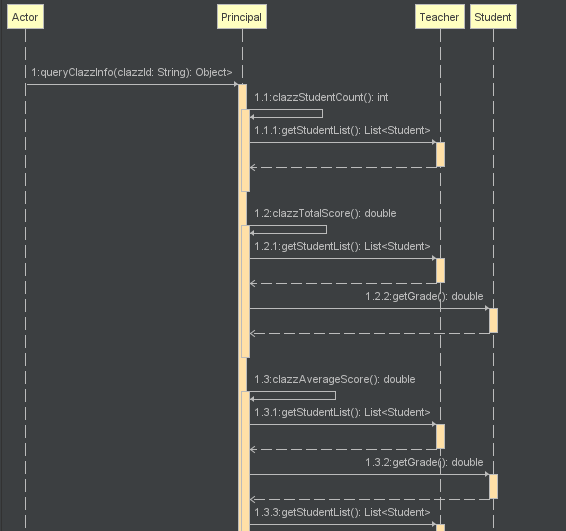 Actor Principal Teacher Student
1:queryClazzInfo(clazzId: String): Object>
1.1:clazzStudentCount(): int
1.1.1:getStudentList(): List<Student>
1.2:clazzTotalScore(): double
1.2.1:getStudentList(): List<Student>
1.2.2:getGrade(): double
1.3:clazzAverageScore(): double
1.3.1:getStudentList(): List<Student>
1.3.2:getGrade(): double
1.3.3:getStudentList(): List<Student>